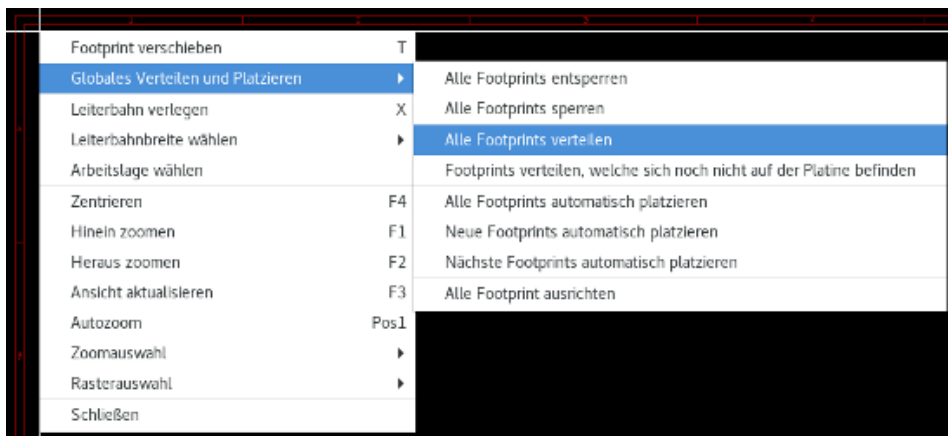 Footprint verschieben T
Globales Verteilen und Platzieren
Leiterbahn verlegen X
Leiterbahnbreite wählen
Arbeitslage wählen
Zentrieren F4
Hinein zoomen F1
Heraus zoomen F2
Ansicht aktualisieren F3
Autozoom Pos1
Zoomauswahl
Rasterauswahl
Schließen
Alle Footprints entsperren
Alle Footprints sperren
Alle Footprints verteilen
Footprints verteilen, welche sich noch nicht auf der Platine befinden
Alle Footprints automatisch platzieren
Neue Footprints automatisch platzieren
Nächste Footprints automatisch platzieren
Alle Footprint ausrichten